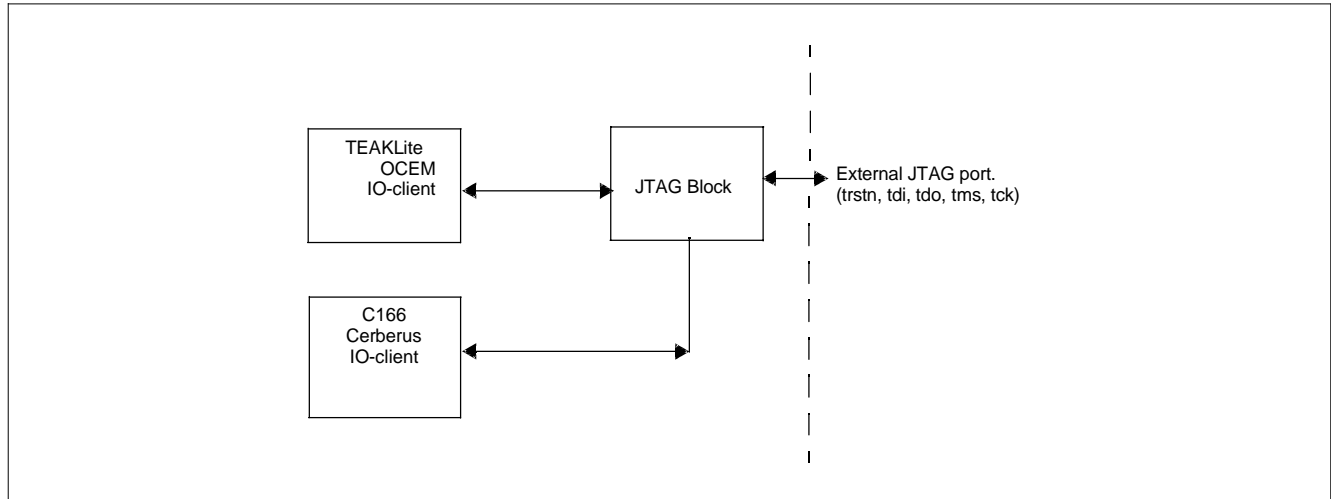 TEAKLite
OCEM
IO-client
JTAG Block
External JTAG port.
(trstn, tdi, tdo, tms, tck)
C166
Cerberus
IO-client